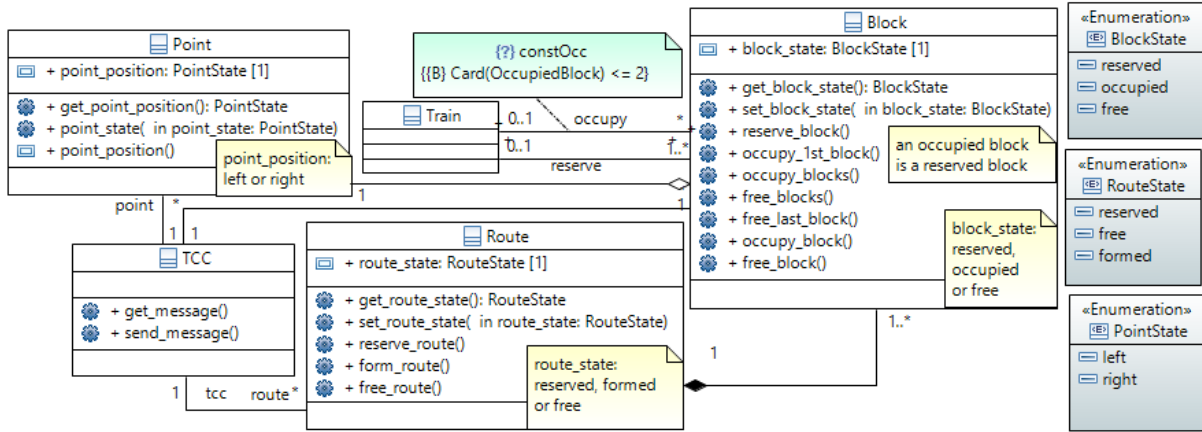 Point
+ point_position: PointState [1]
+ get_point_position(): PointState
+ point_state( in point_state: PointState)
+ point_position()
point_position:
left or right
{?} constOcc
{{B} Card(OccupiedBlock) <= 2}
Train
0..1
occupy
*
0..1
1..*
reserve
Block
+ block_state: BlockState [1]
+ get_block_state(): BlockState
+ set_block_state( in block_state: BlockState)
+ reserve_block()
+ occupy_1st_block()
+ occupy_blocks()
+ free_blocks()
+ free_last_block()
+ occupy_block()
+ free_block()
an occupied block
is a reserved block
block_state:
reserved,
occupied
or free
«Enumeration»
<E> BlockState
reserved
occupied
free
«Enumeration»
<E> RouteState
reserved
free
formed
«Enumeration»
<E> PointState
left
right
point
*
1
1
1
1
TCC
+ get_message()
+ send_message()
1
tcc
route*
Route
+ route_state: RouteState [1]
+ get_route_state(): RouteState
+ set_route_state( in route_state: RouteState)
+ reserve_route()
+ form_route()
+ free_route()
route_state:
reserved, formed
or free
1
1..*